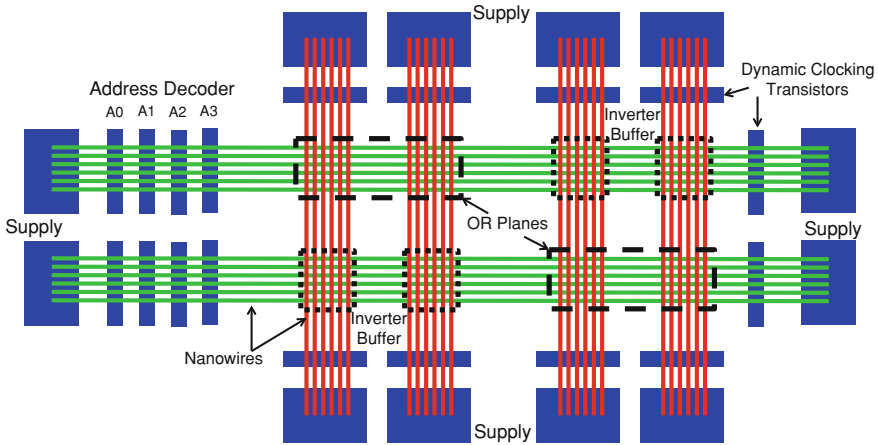 Supply
Dynamic Clocking
Transistors
Address Decoder
A0 A1 A2 A3
Inverter
Buffer
OR Planes
Supply
Supply
Inverter
Buffer
Nanowires
Supply